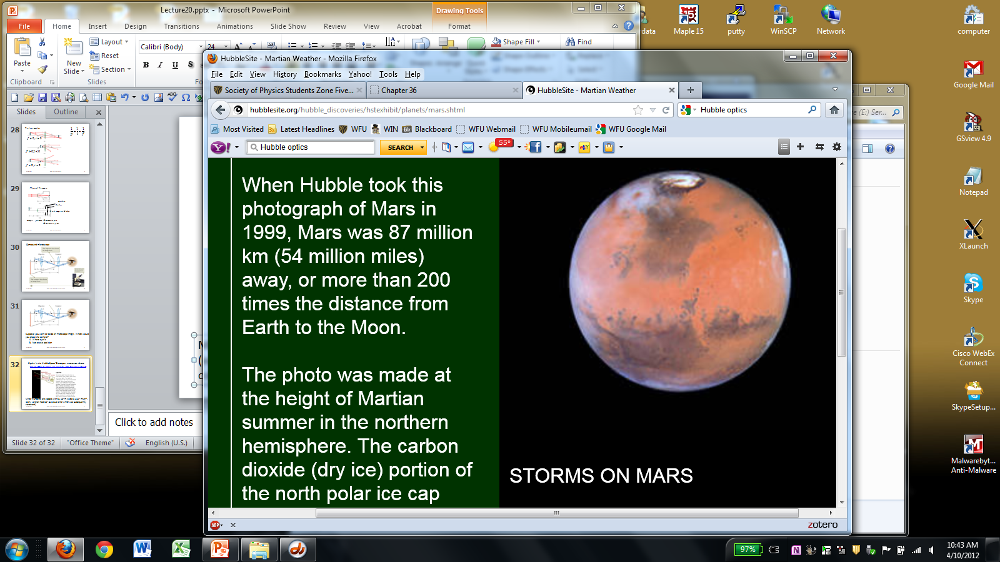 Lecture20.pptx - Microsoft PowerPoint
Drawing Tools
File Home Insert Design Transitions Animations Slide Show Review View Acrobat Format
Paste
New
Slide
Layout
Reset
Section
Calibri (Body) 24
B I U S
Shape Fill
Find
Clipboard Slides
Slides Outline
28
29
30
31
32
Click to add notes
Slide 32 of 32 "Office Theme" English (U.S.)
HubbleSite - Martian Weather - Mozilla Firefox
File Edit View History Bookmarks Yahoo! Tools Help
Society of Physics Students Zone Five...
Chapter 36
HubbleSite - Martian Weather
hubblesite.org/hubble_discoveries/hstexhibit/planets/mars.shtml
Hubble optics
Most Visited Latest Headlines WFU WIN Blackboard WFU Webmail WFU Mobileumail WFU Google Mail
Y! Hubble optics SEARCH 55°
When Hubble took this
photograph of Mars in
1999, Mars was 87 million
km (54 million miles)
away, or more than 200
times the distance from
Earth to the Moon.
The photo was made at
the height of Martian
summer in the northern
hemisphere. The carbon
dioxide (dry ice) portion of
the north polar ice cap
STORMS ON MARS
ABP
zotero
(E:) Ser...
rdata
Maple 15
putty
WinSCP
Network
computer
Google Mail
GSview 4.9
Notepad
XLaunch
Skype
Cisco WebEx
Connect
SkypeSetup...
Malwarebyt...
Anti-Malware
97%
10:43 AM
4/10/2012